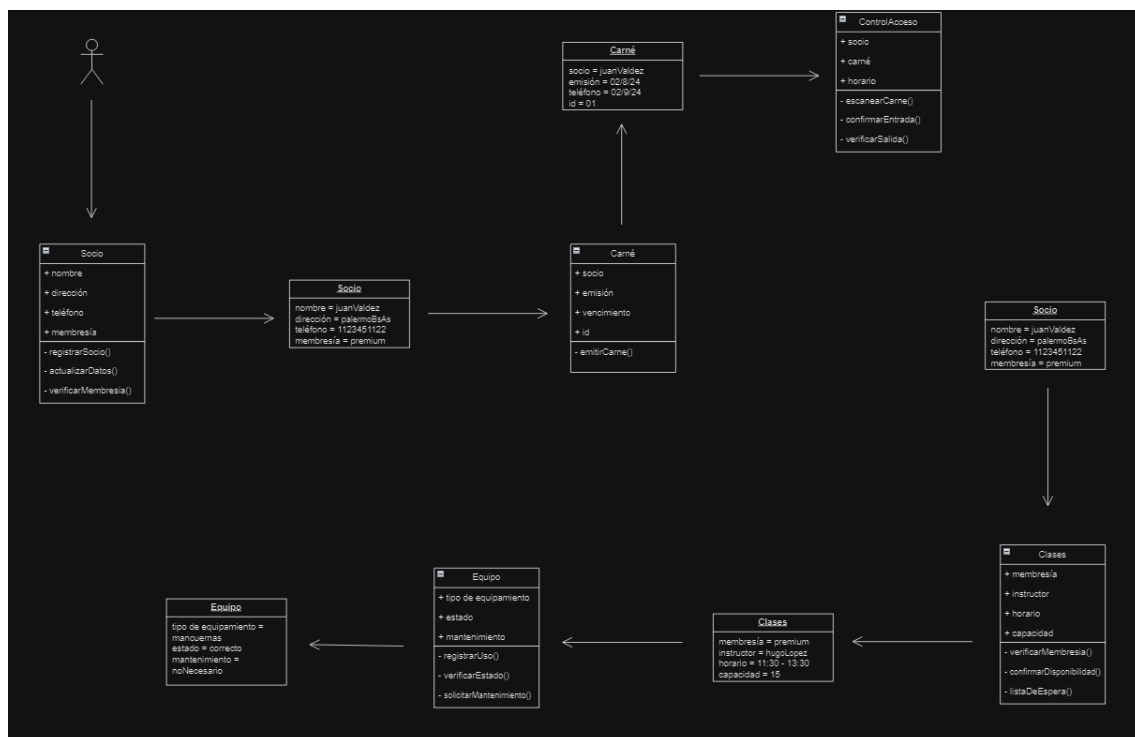 ControlAcceso
+ socio
+ carné
+ horario
- escanearCarne()
- confirmarEntrada()
- verificarSalida()
Carné
socio = juanValdez
emisión = 02/8/24
teléfono = 02/9/24
id = 01
Socio
+ nombre
+ dirección
+ teléfono
+ membresía
- registrarSocio()
- actualizarDatos()
- verificarMembresia()
Socio
nombre = juanValdez
dirección = palermoBsAs
teléfono = 1123451122
membresía = premium
Carné
+ socio
+ emisión
+ vencimiento
+ id
- emitirCarne()
Socio
nombre = juanValdez
dirección = palermoBsAs
teléfono = 1123451122
membresía = premium
Clases
+ membresía
+ instructor
+ horario
+ capacidad
- verificarMembresia()
- confirmarDisponibilidad()
- listaDeEspera()
Clases
membresía = premium
instructor = hugoLopez
horario = 11:30 - 13:30
capacidad = 15
Equipo
+ tipo de equipamiento
+ estado
+ mantenimiento
- registrarUso()
- verificarEstado()
- solicitarMantenimiento()
Equipo
tipo de equipamiento =
mancuernas
estado = correcto
mantenimiento =
noNecesario